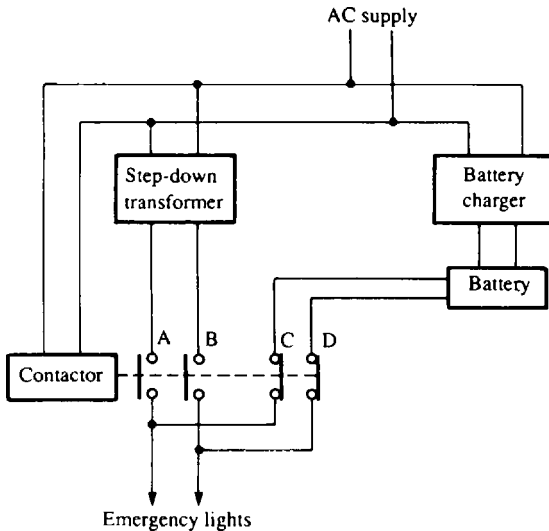 AC supply
Step-down
transformer
Battery
charger
Battery
A
B
C
D
Contactor
Emergency lights